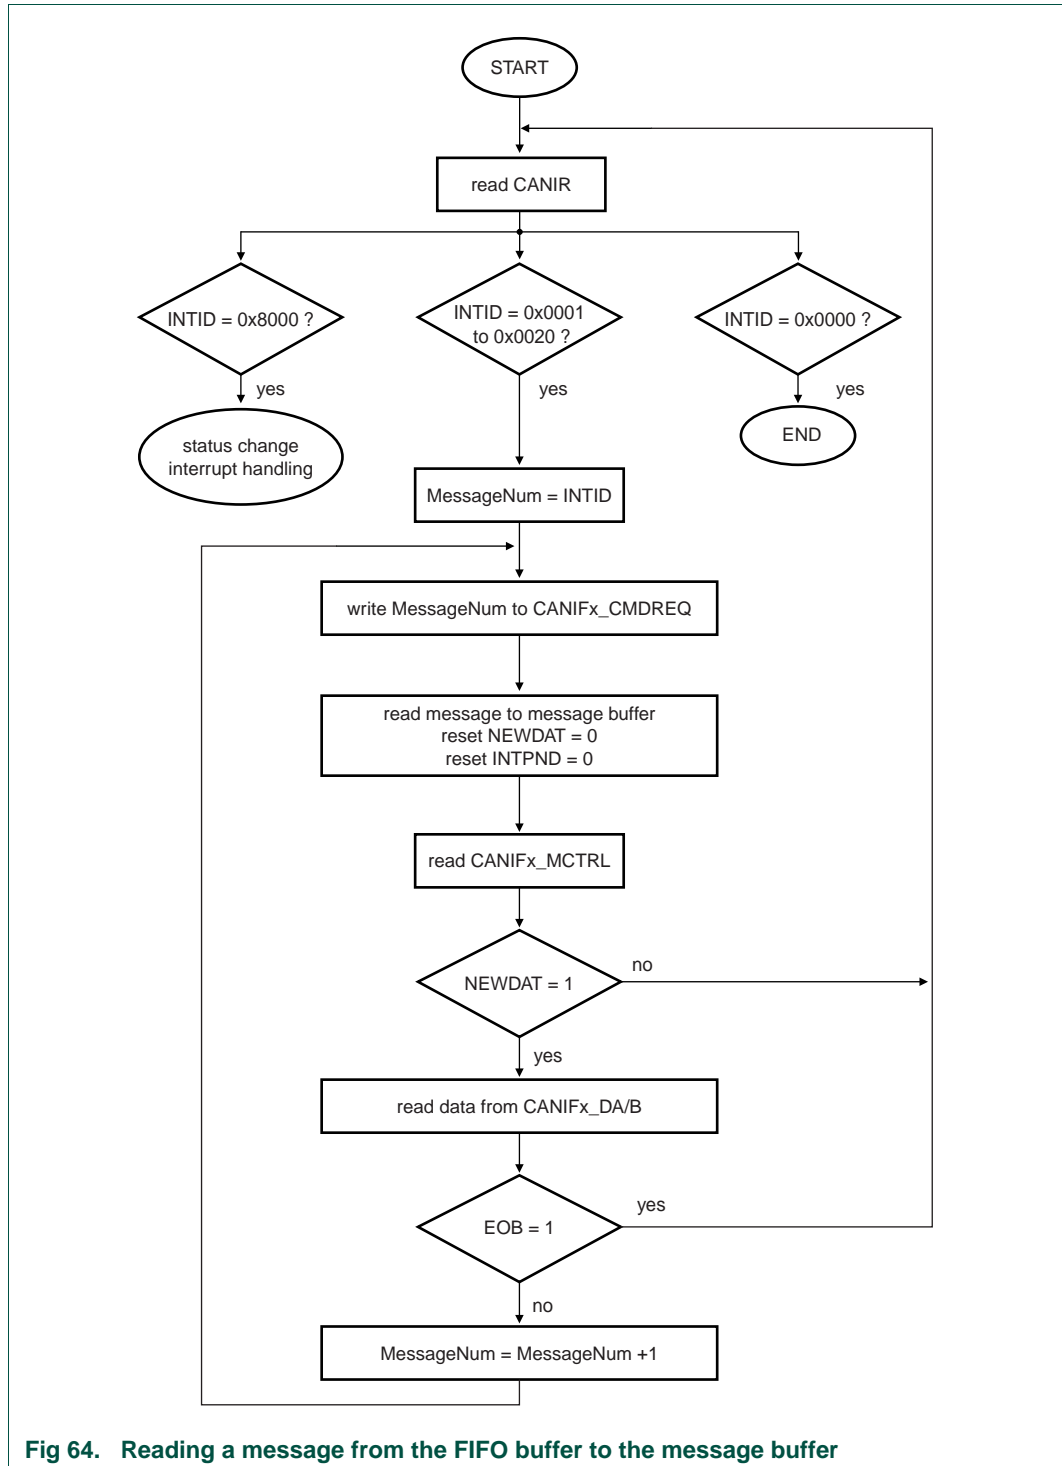 START
read CANIR
INTID = 0x8000 ?
INTID = 0x0001
to 0x0020 ?
INTID = 0x0000 ?
yes
yes
yes
status change
interrupt handling
END
MessageNum = INTID
write MessageNum to CANIFx_CMDREQ
read message to message buffer
reset NEWDAT = 0
reset INTPND = 0
read CANIFx_MCTRL
NEWDAT = 1
no
yes
read data from CANIFx_DA/B
EOB = 1
yes
no
MessageNum = MessageNum +1
Fig 64. Reading a message from the FIFO buffer to the message buffer